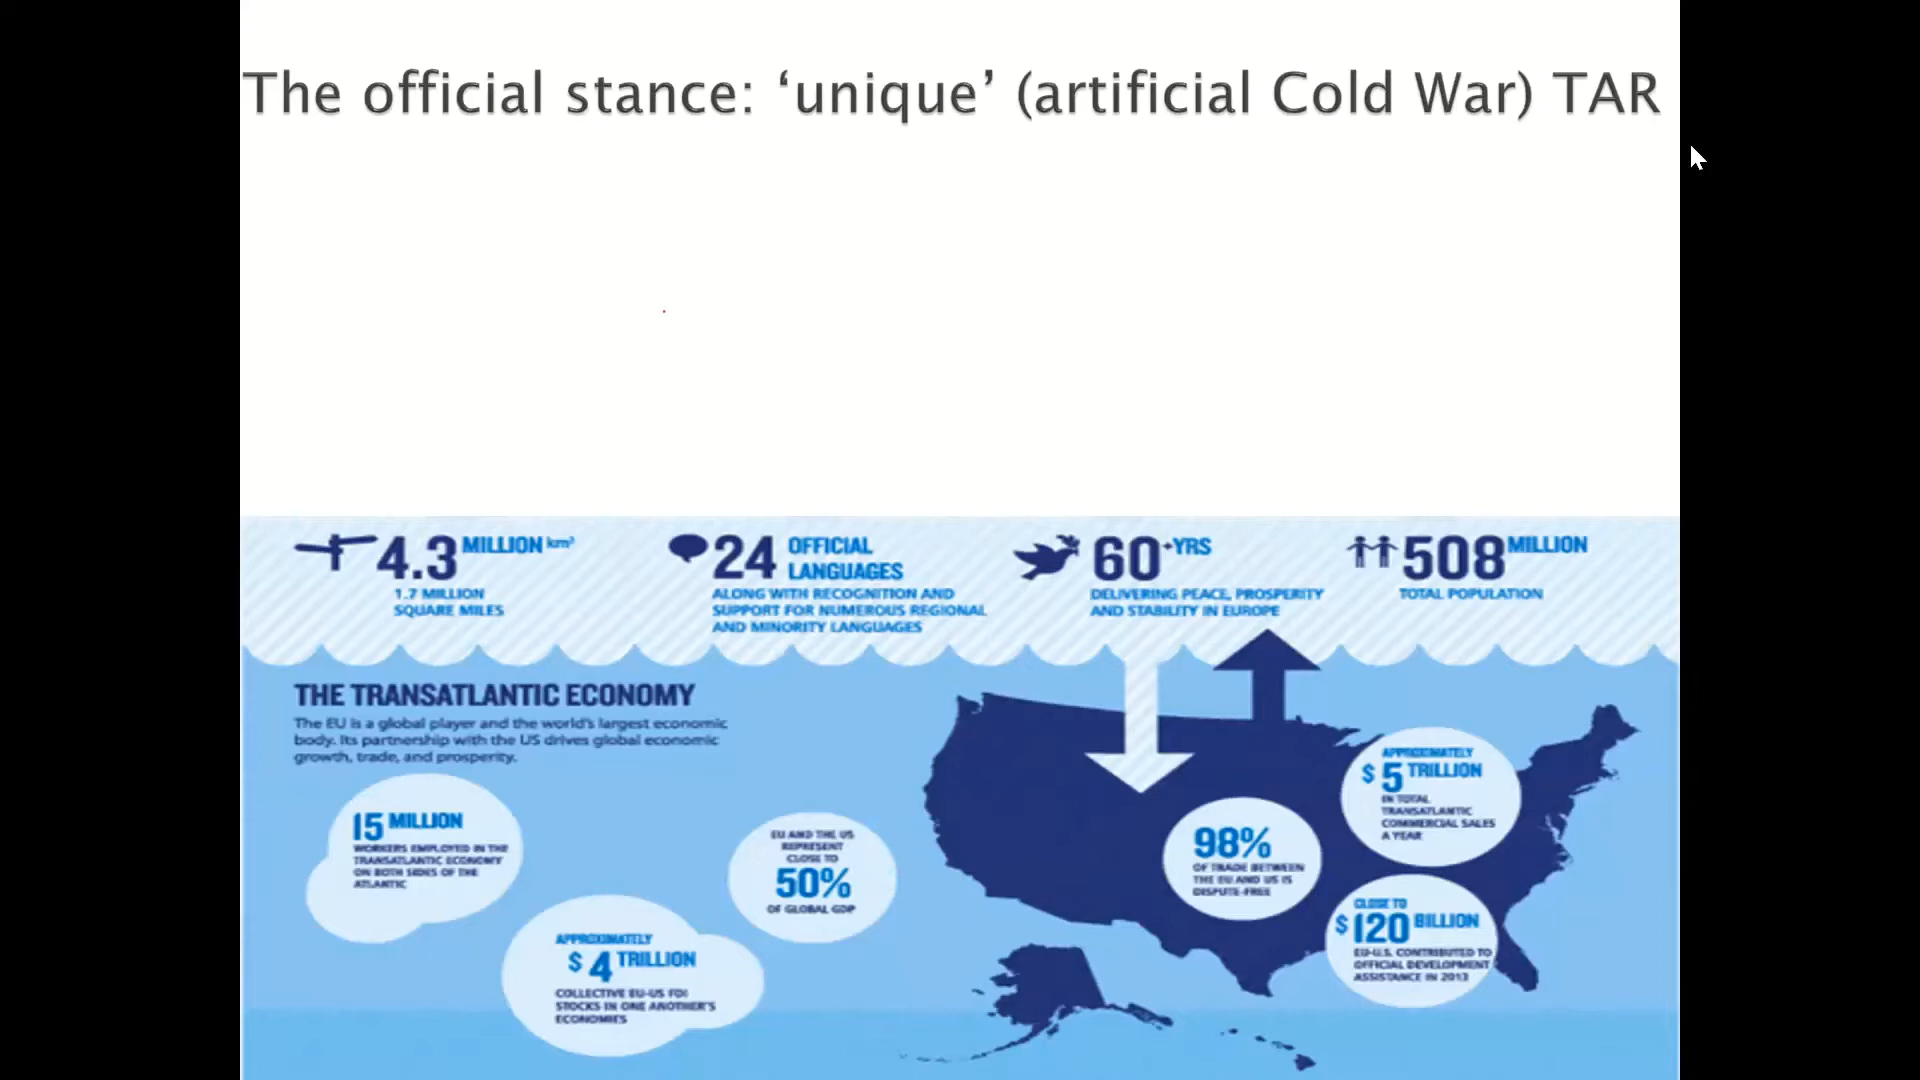 The official stance: ‘unique’ (artificial Cold War) TAR
4.3 MILLION km²
1.7 MILLION
SQUARE MILES
24 OFFICIAL
LANGUAGES
ALONG WITH RECOGNITION AND
SUPPORT FOR NUMEROUS REGIONAL
AND MINORITY LANGUAGES
60+YRS
DELIVERING PEACE, PROSPERITY
AND STABILITY IN EUROPE
508 MILLION
TOTAL POPULATION
THE TRANSATLANTIC ECONOMY
The EU is a global player and the world's largest economic
body. Its partnership with the US drives global economic
growth, trade, and prosperity.
15 MILLION
WORKERS EMPLOYED IN THE
TRANSATLANTIC ECONOMY
ON BOTH SIDES OF THE
ATLANTIC
APPROXIMATELY
$ 4 TRILLION
COLLECTIVE EU-US FDI
STOCKS IN ONE ANOTHER'S
ECONOMIES
EU AND THE US
REPRESENT
CLOSE TO
50%
OF GLOBAL GDP
98%
OF TRADE BETWEEN
THE EU AND US IS
DISPUTE-FREE
APPROXIMATELY
$ 5 TRILLION
IN TOTAL
TRANSATLANTIC
COMMERCIAL SALES
A YEAR
CLOSE TO
$ 120 BILLION
EU-U.S. CONTRIBUTED TO
OFFICIAL DEVELOPMENT
ASSISTANCE IN 2013